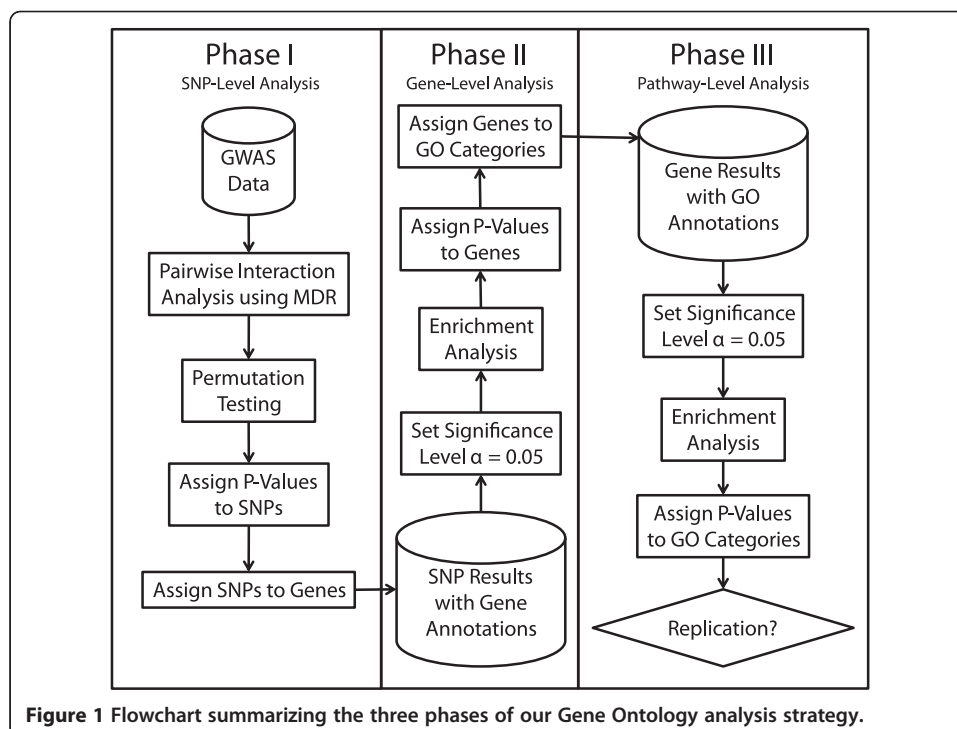 Phase I
SNP-Level Analysis
GWAS
Data
Pairwise Interaction
Analysis using MDR
Permutation
Testing
Assign P-Values
to SNPs
Assign SNPs to Genes
Phase II
Gene-Level Analysis
Assign Genes to
GO Categories
Assign P-Values
to Genes
Enrichment
Analysis
Set Significance
Level α = 0.05
SNP Results
with Gene
Annotations
Phase III
Pathway-Level Analysis
Gene Results
with GO
Annotations
Set Significance
Level α = 0.05
Enrichment
Analysis
Assign P-Values
to GO Categories
Replication?
Figure 1 Flowchart summarizing the three phases of our Gene Ontology analysis strategy.